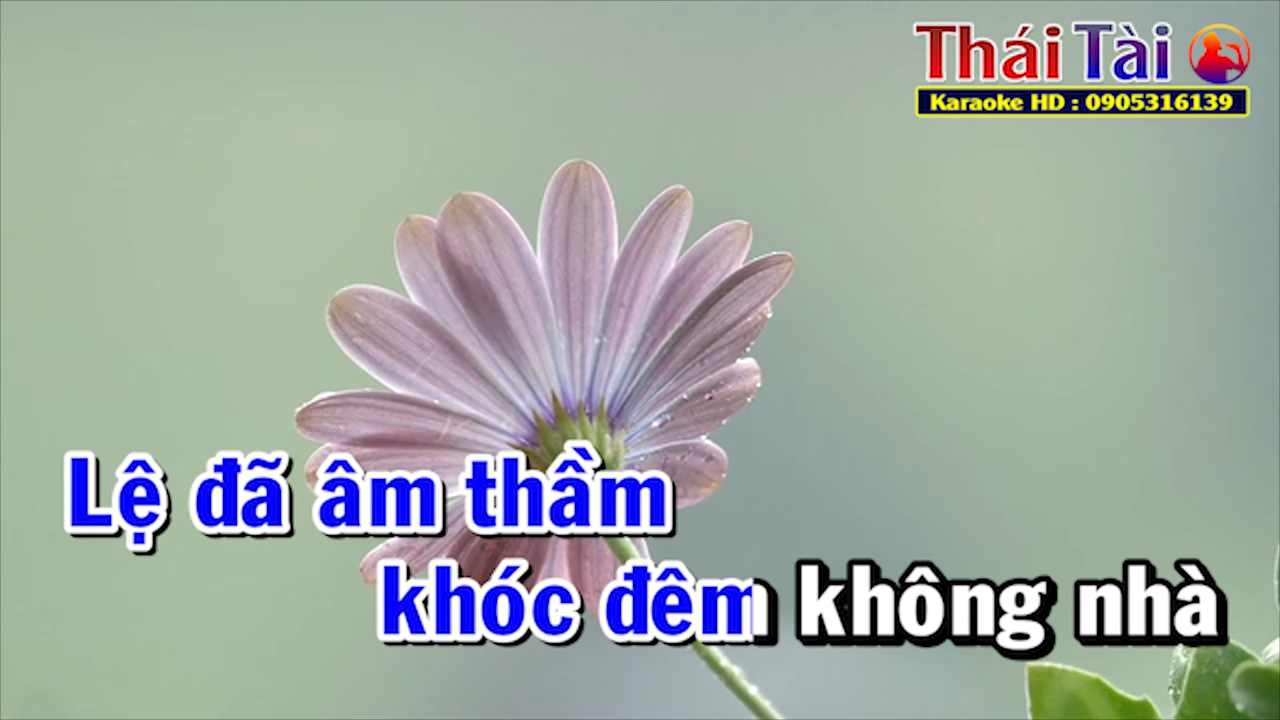 Thái Tài
Karaoke HD : 0905316139
Lệ đã âm thầm
khóc đêm không nhà